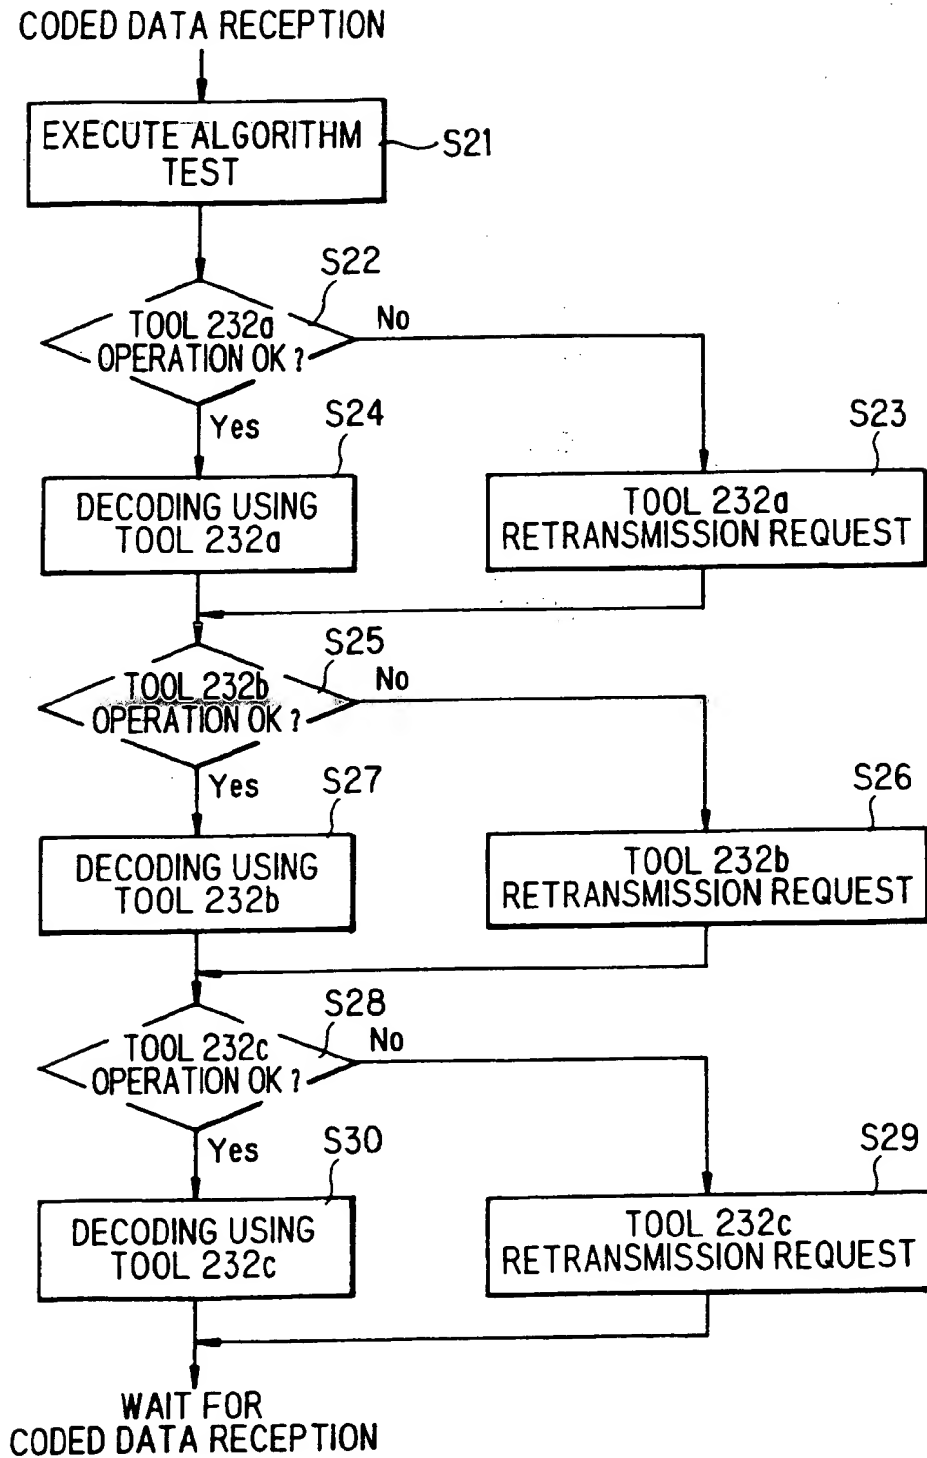 CODED DATA RECEPTION
EXECUTE ALGORITHM
TEST
S21
S22
TOOL 232a
OPERATION OK ?
No
Yes
S24
S23
DECODING USING
TOOL 232a
TOOL 232a
RETRANSMISSION REQUEST
S25
TOOL 232b
OPERATION OK ?
No
Yes
S27
S26
DECODING USING
TOOL 232b
TOOL 232b
RETRANSMISSION REQUEST
S28
TOOL 232c
OPERATION OK ?
No
Yes
S30
S29
DECODING USING
TOOL 232c
TOOL 232c
RETRANSMISSION REQUEST
WAIT FOR
CODED DATA RECEPTION